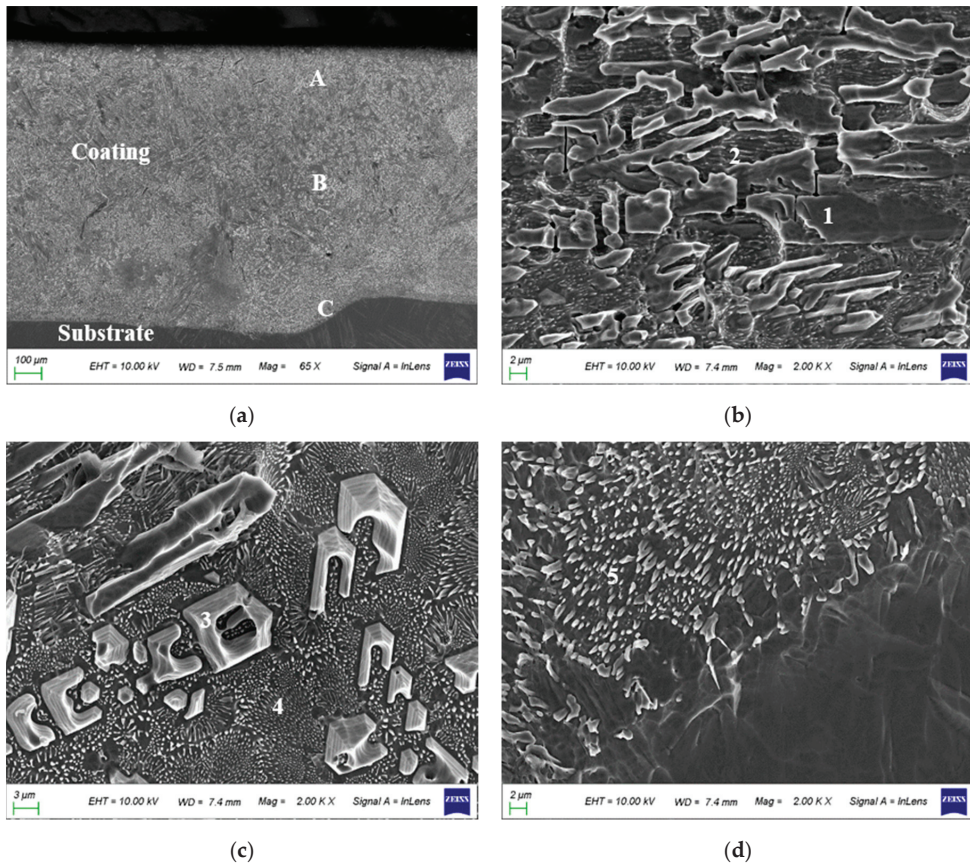 A
Coating
B
C
Substrate
100 µm
EHT = 10.00 kV WD = 7.5 mm Mag = 65 X Signal A = InLens
ZEISS
(a)
2
1
2 µm
EHT = 10.00 kV WD = 7.4 mm Mag = 2.00 K X Signal A = InLens
ZEISS
(b)
3
4
3 µm
EHT = 10.00 kV WD = 7.4 mm Mag = 2.00 K X Signal A = InLens
ZEISS
(c)
5
2 µm
EHT = 10.00 kV WD = 7.4 mm Mag = 2.00 K X Signal A = InLens
ZEISS
(d)